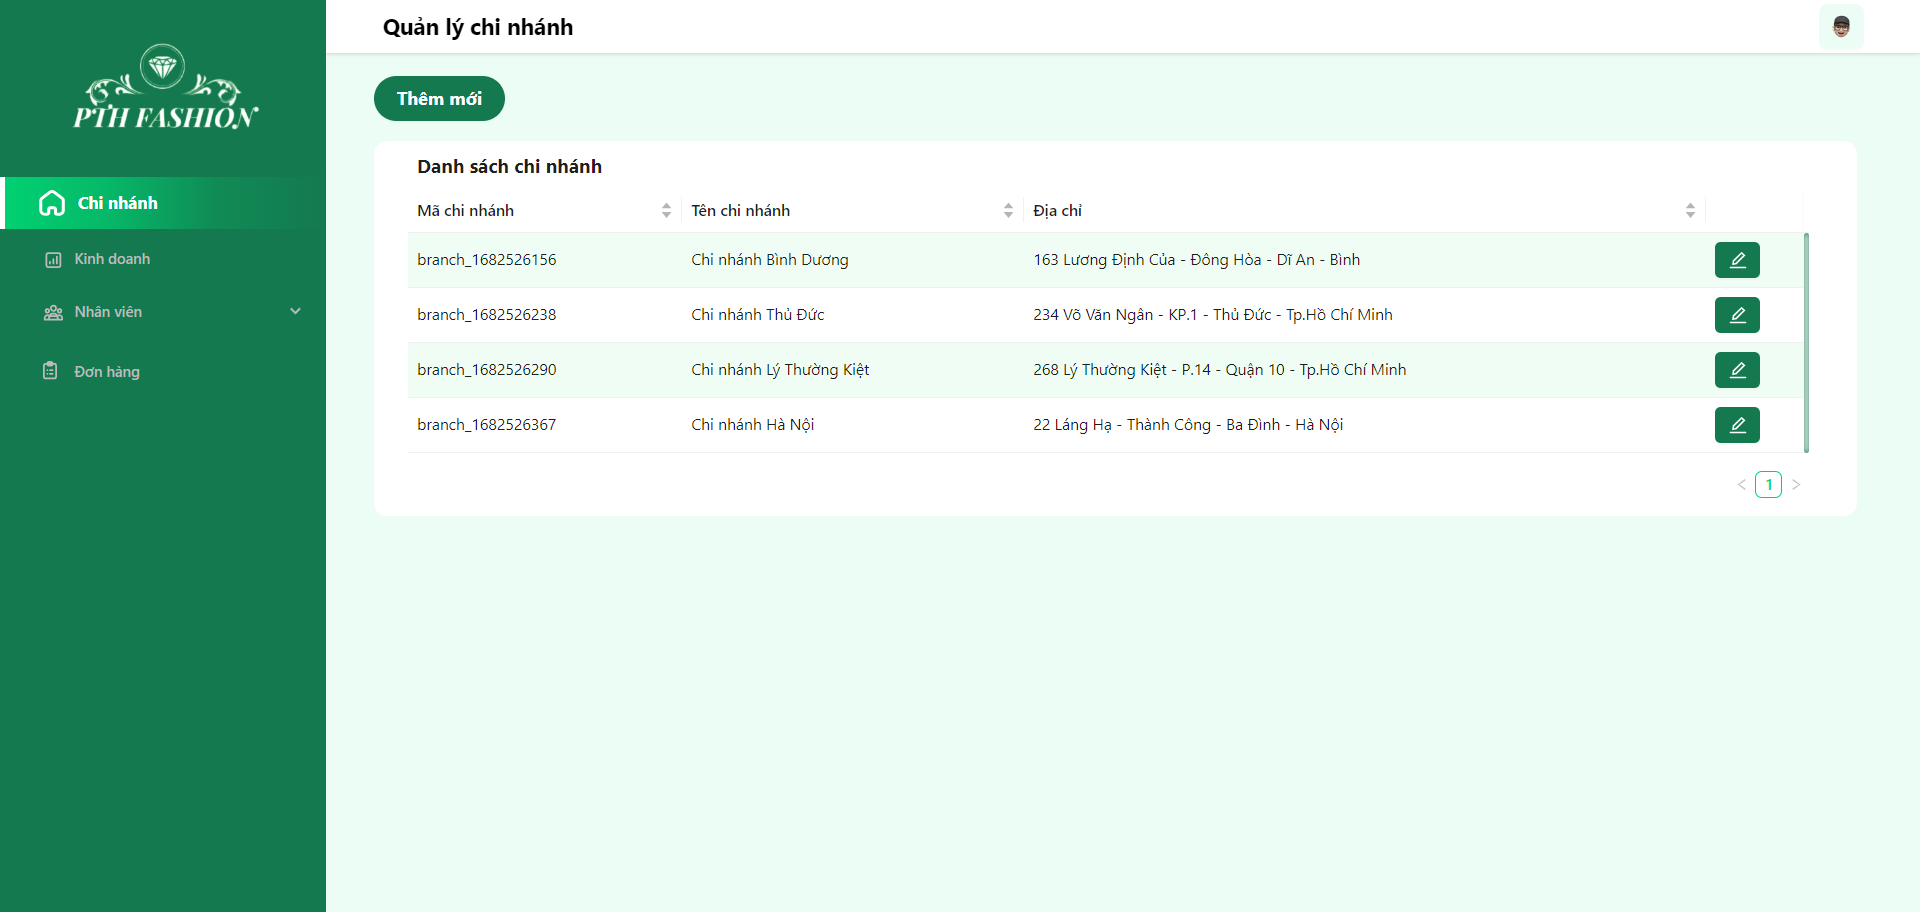 PTH FASHION
Quản lý chi nhánh
Chi nhánh
Kinh doanh
Nhân viên
Đơn hàng
Thêm mới
Danh sách chi nhánh
Mã chi nhánh Tên chi nhánh Địa chỉ
branch_1682526156 Chi nhánh Bình Dương 163 Lương Định Của - Đông Hòa - Dĩ An - Bình
branch_1682526238 Chi nhánh Thủ Đức 234 Võ Văn Ngân - KP.1 - Thủ Đức - Tp.Hồ Chí Minh
branch_1682526290 Chi nhánh Lý Thường Kiệt 268 Lý Thường Kiệt - P.14 - Quận 10 - Tp.Hồ Chí Minh
branch_1682526367 Chi nhánh Hà Nội 22 Láng Hạ - Thành Công - Ba Đình - Hà Nội
< 1 >